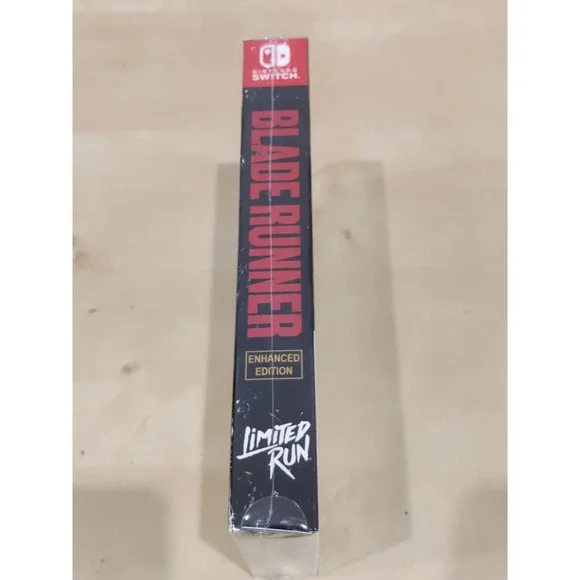 NINTENDO
SWITCH
BLADE RUNNER
ENHANCED
EDITION
LIMITED
RUN